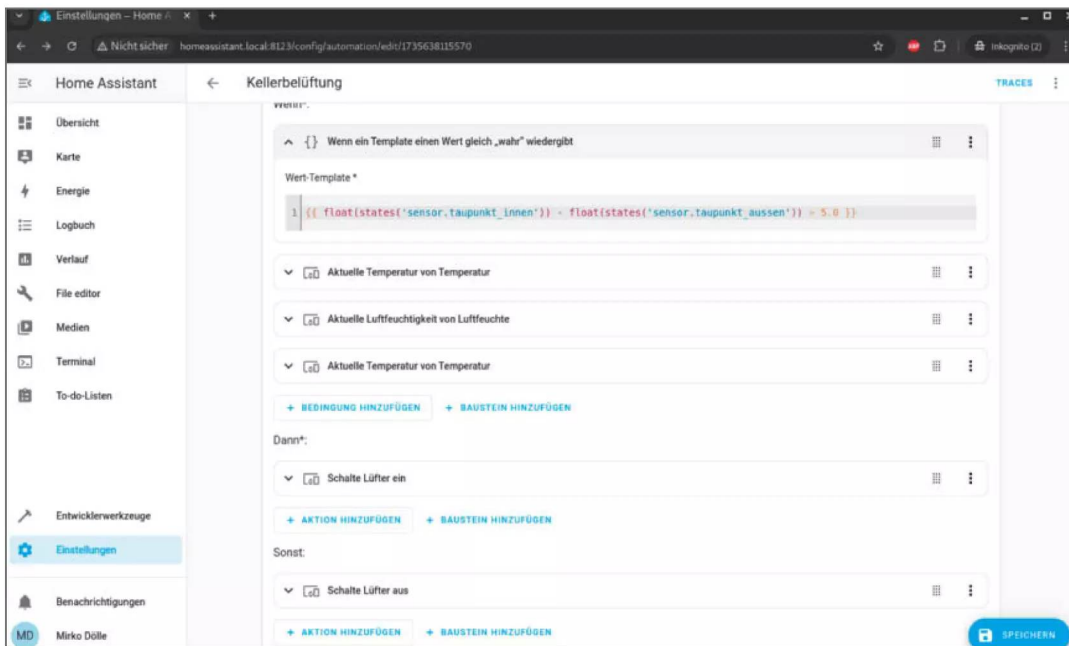 Einstellungen – Home A
Nicht sicher homeassistant.local:8123/config/automation/edit/1735638115570
Inkognito (2)
Home Assistant
Kellerbelüftung
TRACES
Wenn*:
Übersicht
Karte
Energie
Logbuch
Verlauf
File editor
Medien
Terminal
To-do-Listen
Entwicklerwerkzeuge
Einstellungen
Benachrichtigungen
MD Mirko Dölle
{} Wenn ein Template einen Wert gleich „wahr" wiedergibt
Wert-Template *
1 {{ float(states('sensor.taupunkt_innen')) - float(states('sensor.taupunkt_aussen')) > 5.0 }}
Aktuelle Temperatur von Temperatur
Aktuelle Luftfeuchtigkeit von Luftfeuchte
Aktuelle Temperatur von Temperatur
+ BEDINGUNG HINZUFÜGEN + BAUSTEIN HINZUFÜGEN
Dann*:
Schalte Lüfter ein
+ AKTION HINZUFÜGEN + BAUSTEIN HINZUFÜGEN
Sonst:
Schalte Lüfter aus
+ AKTION HINZUFÜGEN + BAUSTEIN HINZUFÜGEN
SPEICHERN